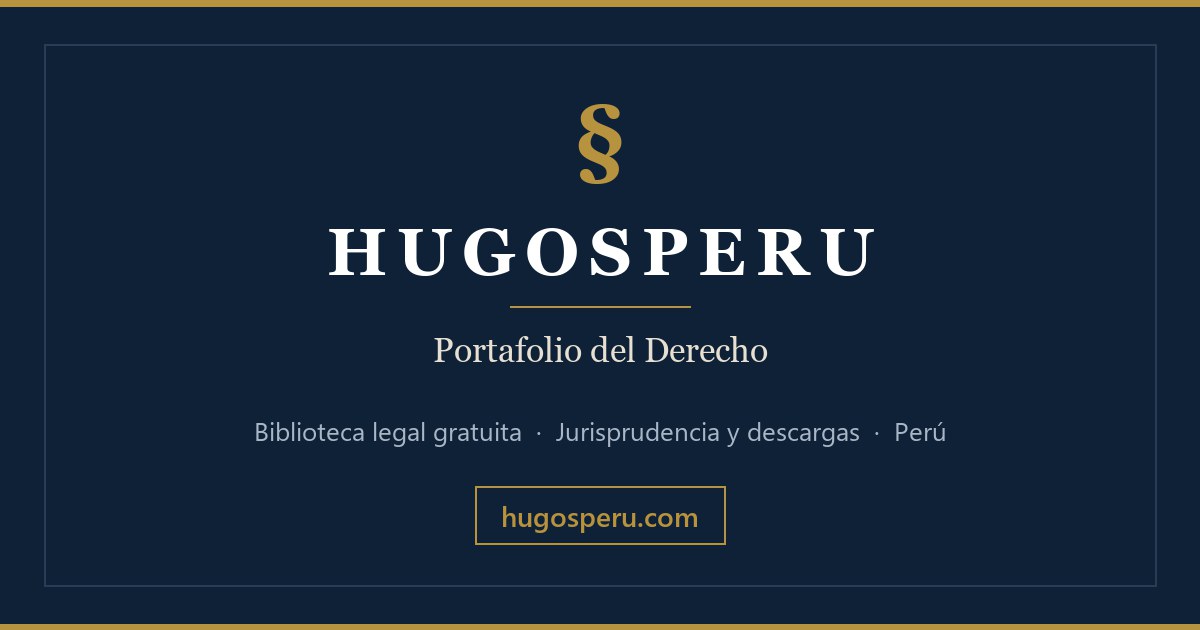 §
HUGOSPERU
Portafolio del Derecho
Biblioteca legal gratuita · Jurisprudencia y descargas · Perú
hugosperu.com